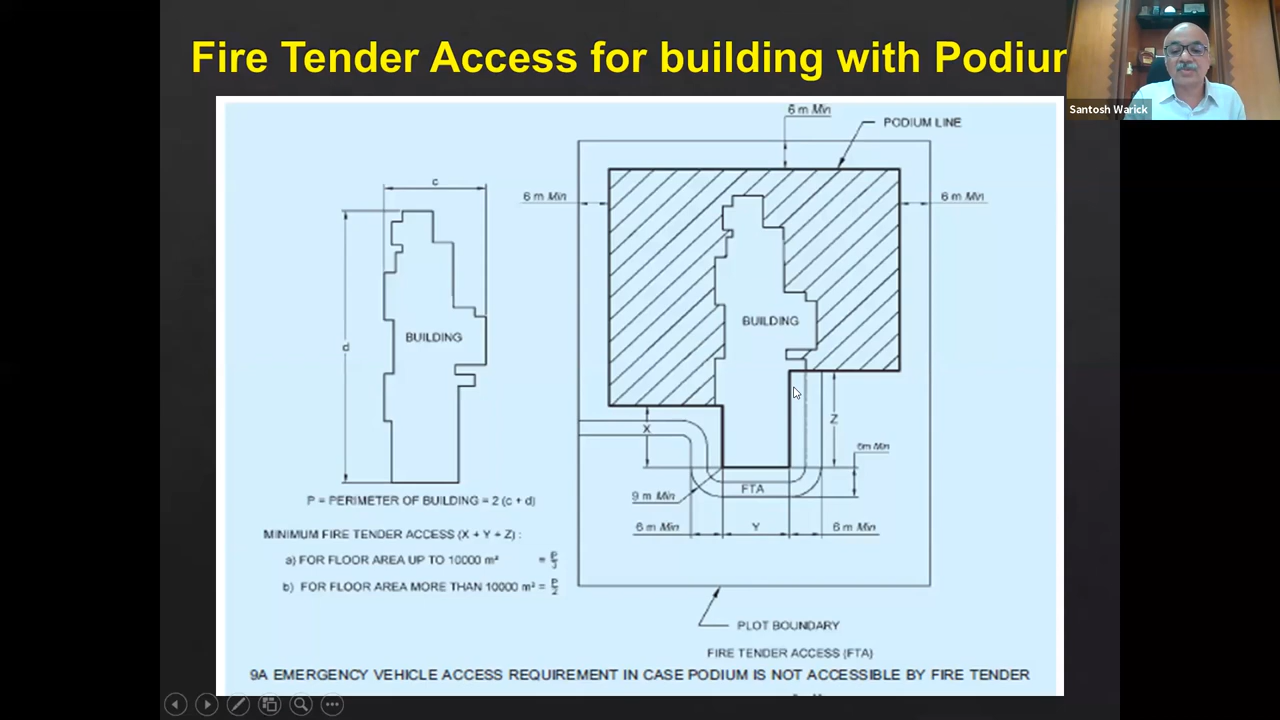 Fire Tender Access for building with Podium
Santosh Warick
6 m Min
PODIUM LINE
c
6 m Min
6 m Min
d
BUILDING
BUILDING
X
Z
6m Min
P = PERIMETER OF BUILDING = 2 (c + d)
9 m Min
FTA
MINIMUM FIRE TENDER ACCESS (X + Y + Z) :
6 m Min
Y
6 m Min
a) FOR FLOOR AREA UP TO 10000 m² = P/3
b) FOR FLOOR AREA MORE THAN 10000 m² = P/2
PLOT BOUNDARY
FIRE TENDER ACCESS (FTA)
9A EMERGENCY VEHICLE ACCESS REQUIREMENT IN CASE PODIUM IS NOT ACCESSIBLE BY FIRE TENDER